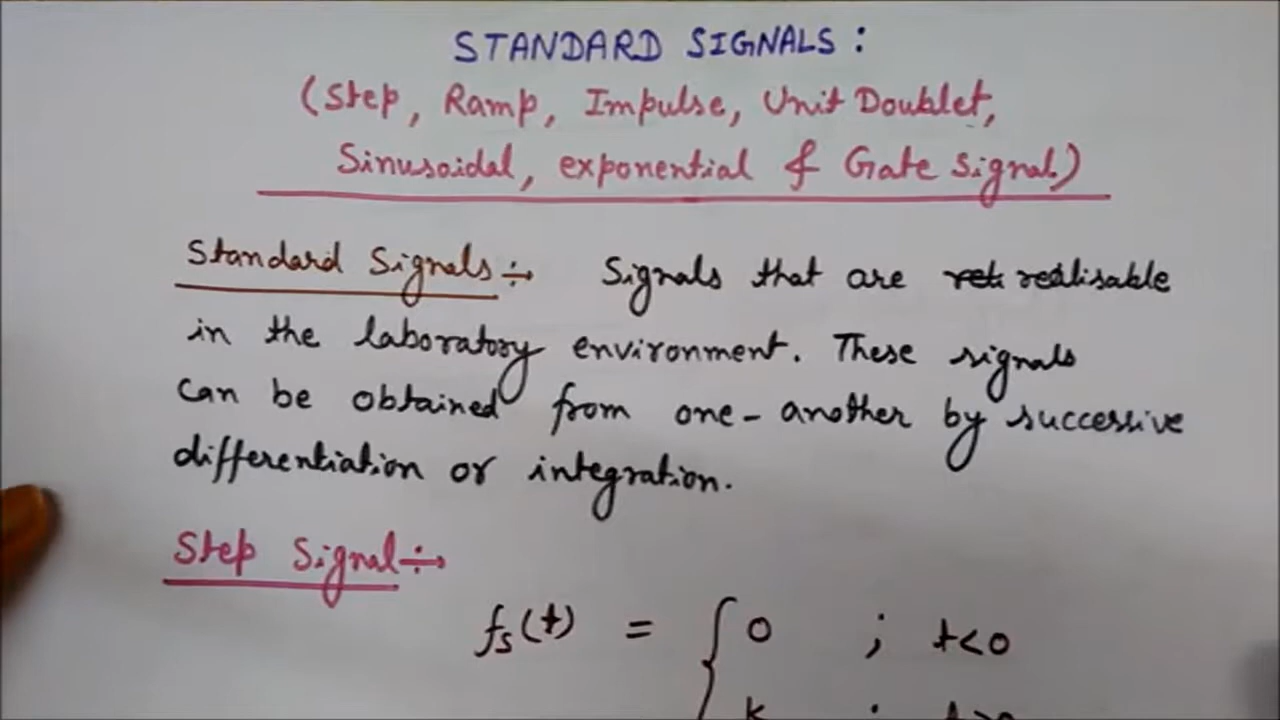 STANDARD SIGNALS :
(Step, Ramp, Impulse, Unit Doublet,
Sinusoidal, exponential & Gate signal)
Standard Signals ÷ Signals that are realisable
in the laboratory environment. These signals
can be obtained from one-another by successive
differentiation or integration.
Step Signal ÷
fs(t) = { 0 ; t<0
k ;